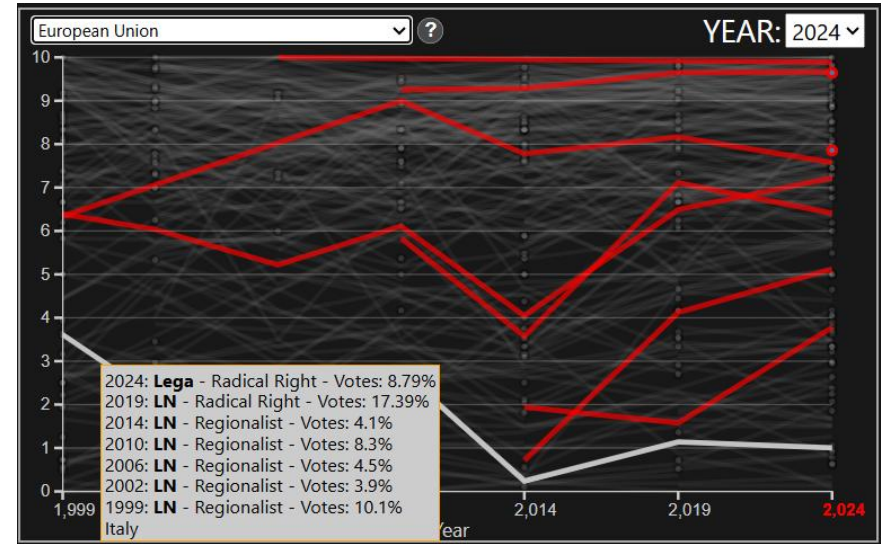 European Union ? YEAR: 2024
10
9
8
7
6
5
4
3
2
1
0
2024: Lega - Radical Right - Votes: 8.79%
2019: LN - Radical Right - Votes: 17.39%
2014: LN - Regionalist - Votes: 4.1%
2010: LN - Regionalist - Votes: 8.3%
2006: LN - Regionalist - Votes: 4.5%
2002: LN - Regionalist - Votes: 3.9%
1999: LN - Regionalist - Votes: 10.1%
Italy
1,999 2,014 2,019 2,024
Year